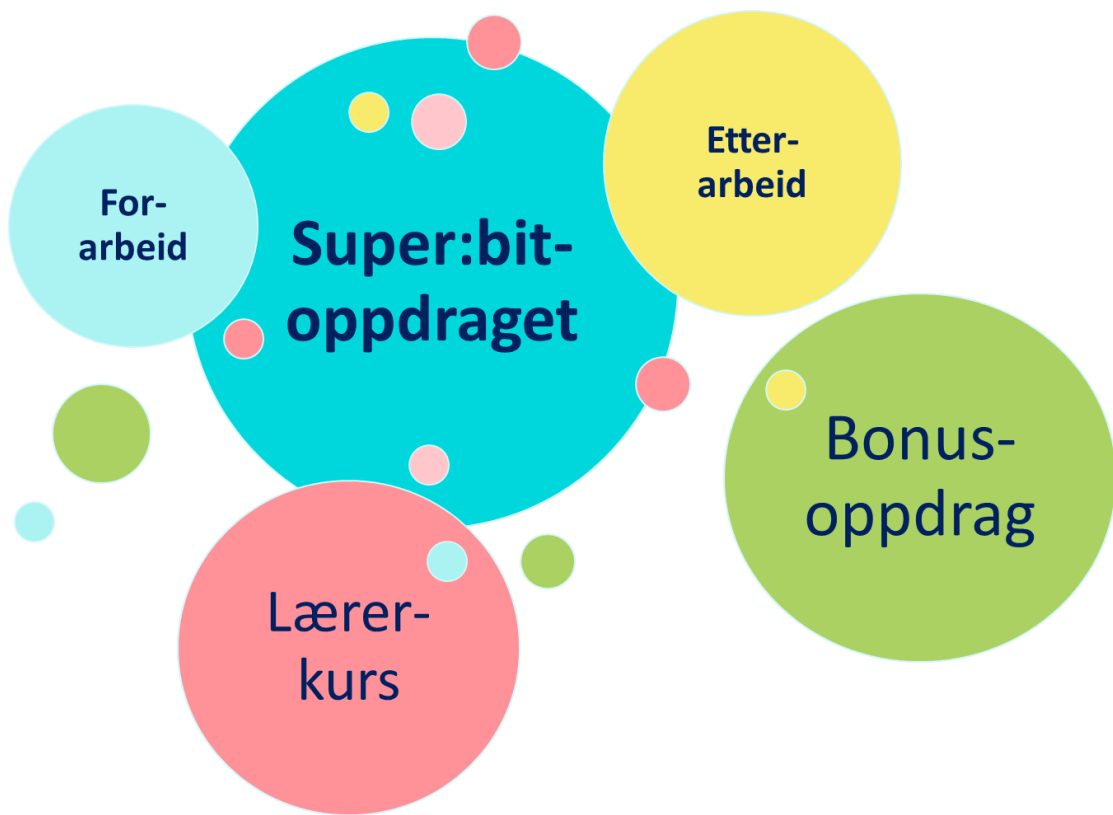 For-
arbeid
Super:bit-
oppdraget
Etter-
arbeid
Bonus-
oppdrag
Lærer-
kurs